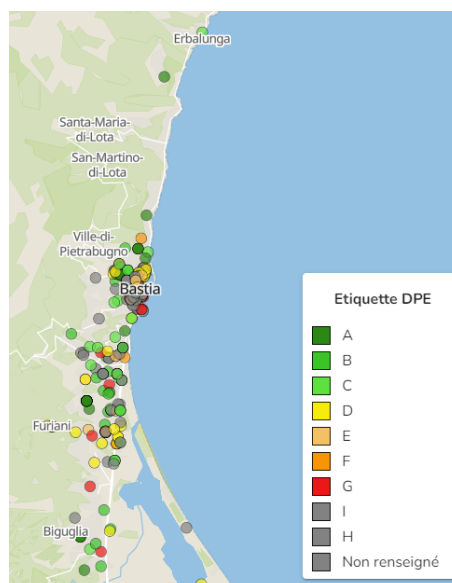 Erbalunga
Santa-Maria-
di-Lota
San-Martino-
di-Lota
Ville-di-
Pietrabugno
Bastia
Furiani
Biguglia
Etiquette DPE
A
B
C
D
E
F
G
I
H
Non renseigné